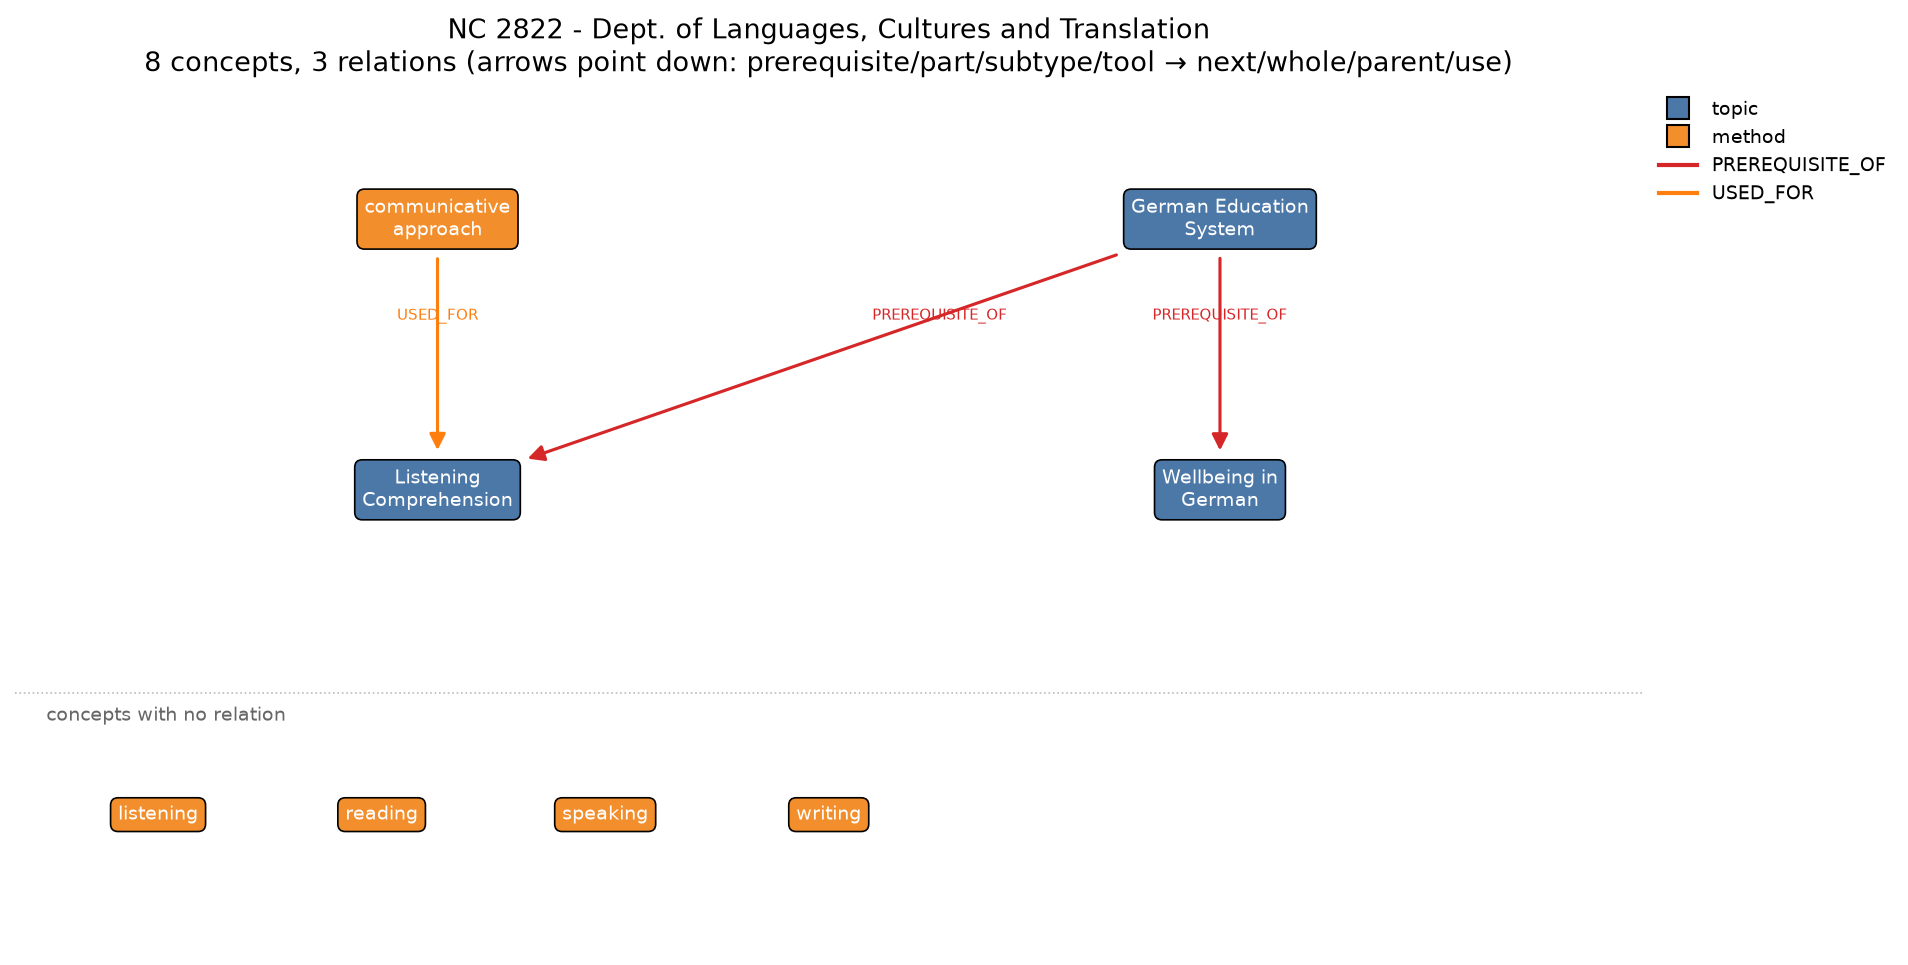 NC 2822 - Dept. of Languages, Cultures and Translation
8 concepts, 3 relations (arrows point down: prerequisite/part/subtype/tool → next/whole/parent/use)
topic
method
PREREQUISITE_OF
USED_FOR
communicative
approach
German Education
System
USED_FOR
PREREQUISITE_OF
PREREQUISITE_OF
Listening
Comprehension
Wellbeing in
German
concepts with no relation
listening
reading
speaking
writing